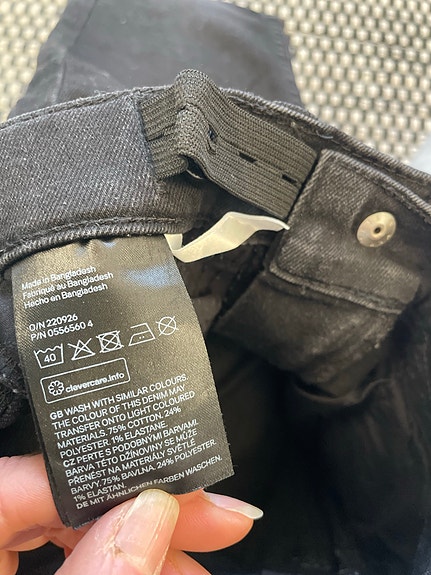 Made in Bangladesh
Fabriqué au Bangladesh
Hecho en Bangladesh
O/N 220926
P/N 0556560 4
40
clevercare.info
GB WASH WITH SIMILAR COLOURS.
THE COLOUR OF THIS DENIM MAY
TRANSFER ONTO LIGHT COLOURED
MATERIALS. 75% COTTON. 24%
POLYESTER. 1% ELASTANE.
CZ PERTE S PODOBNÝMI BARVAMI.
BARVA TÉTO DŽÍNOVINY SE MŮŽE
PŘENÉST NA MATERIÁLY SVĚTLÉ
BARVY. 75% BAVLNA. 24% POLYESTER.
1% ELASTAN.
DE MIT ÄHNLICHEN FARBEN WASCHEN.